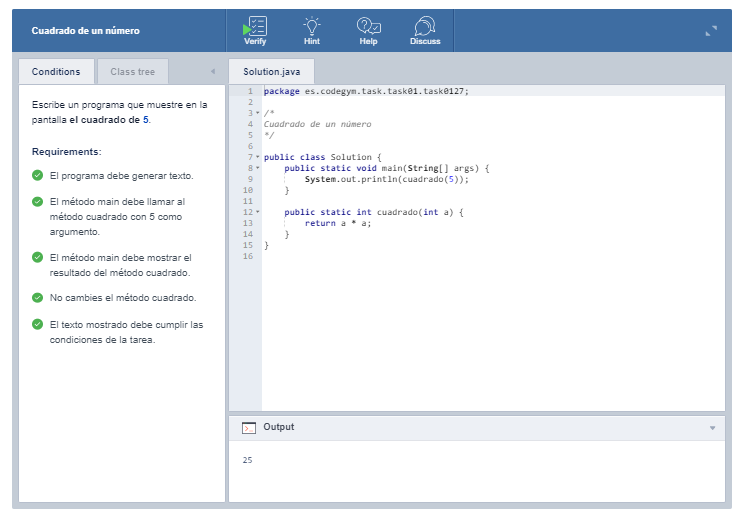 Cuadrado de un número
Verify
Hint
Help
Discuss
Conditions
Class tree
Escribe un programa que muestre en la
pantalla el cuadrado de 5.
Requirements:
El programa debe generar texto.
El método main debe llamar al
método cuadrado con 5 como
argumento.
El método main debe mostrar el
resultado del método cuadrado.
No cambies el método cuadrado.
El texto mostrado debe cumplir las
condiciones de la tarea.
Solution.java
1 package es.codegym.task.task01.task0127;
2
3 /*
4 Cuadrado de un número
5 */
6
7 public class Solution {
8 public static void main(String[] args) {
9 System.out.println(cuadrado(5));
10 }
11
12 public static int cuadrado(int a) {
13 return a * a;
14 }
15 }
16
Output
25